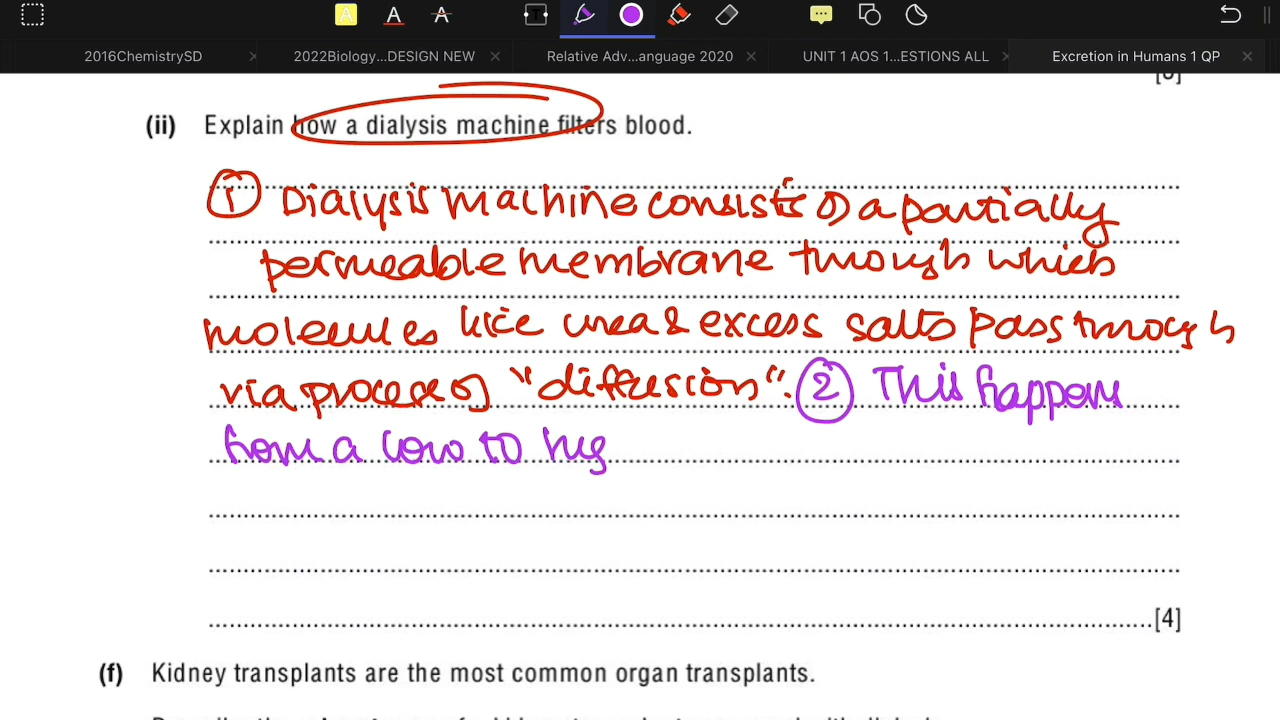 A A A T
2016ChemistrySD × 2022Biology...DESIGN NEW × Relative Adv...anguage 2020 × UNIT 1 AOS 1...ESTIONS ALL × Excretion in Humans 1 QP ×
(ii) Explain how a dialysis machine filters blood.
1 Dialysis machine consists of a partially
permeable membrane through which
molecules like urea & excess salts pass through
via process of "diffusion". 2 This happens
from a low to hig
[4]
(f) Kidney transplants are the most common organ transplants.